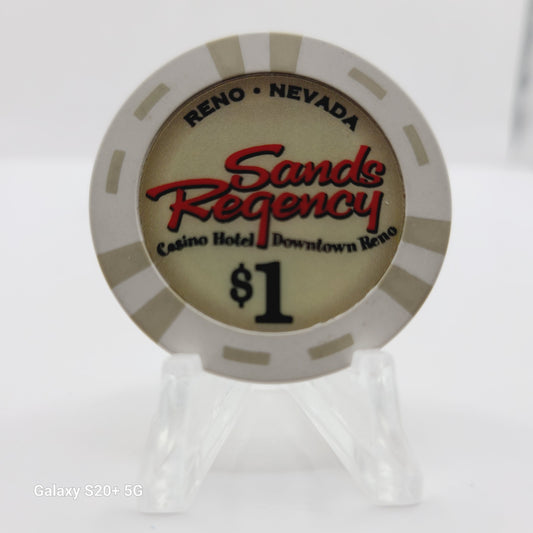 RENO • NEVADA
Sands
Regency
Casino Hotel Downtown Reno
$1
Galaxy S20+ 5G